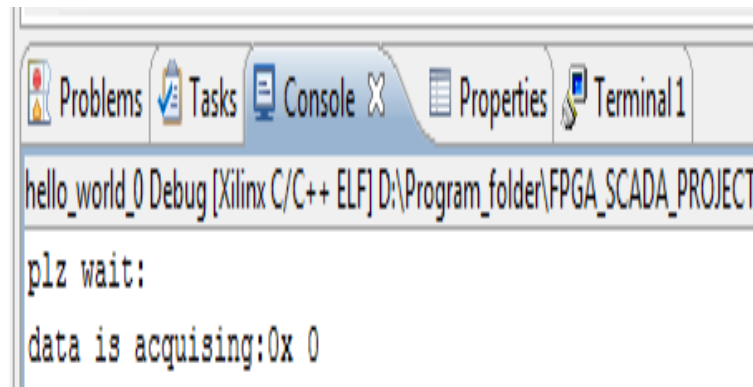 Problems Tasks Console Properties Terminal 1
hello_world_0 Debug [Xilinx C/C++ ELF] D:\Program_folder\FPGA_SCADA_PROJECT
plz wait:
data is acquising:0x 0